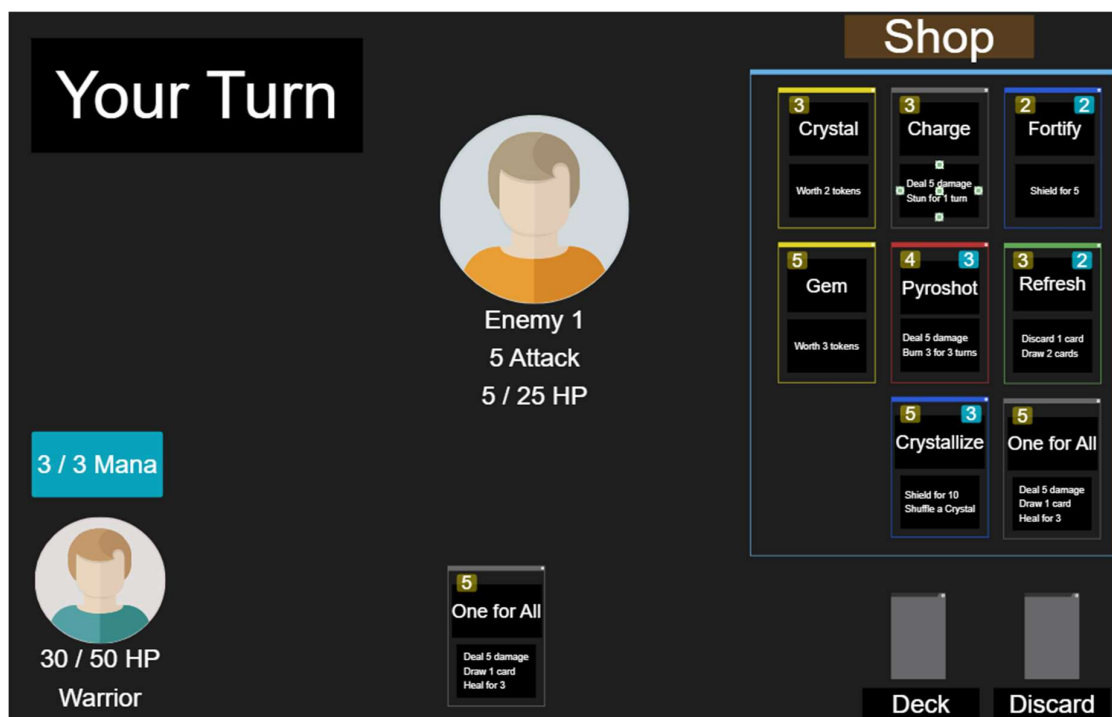 Shop
Your Turn
3
Crystal
Worth 2 tokens
3
Charge
Deal 5 damage
Stun for 1 turn
2 2
Fortify
Shield for 5
5
Gem
Worth 3 tokens
4 3
Pyroshot
Deal 5 damage
Burn 3 for 3 turns
3 2
Refresh
Discard 1 card
Draw 2 cards
5 3
Crystallize
Shield for 10
Shuffle a Crystal
5
One for All
Deal 5 damage
Draw 1 card
Heal for 3
Enemy 1
5 Attack
5 / 25 HP
3 / 3 Mana
30 / 50 HP
Warrior
5
One for All
Deal 5 damage
Draw 1 card
Heal for 3
Deck
Discard